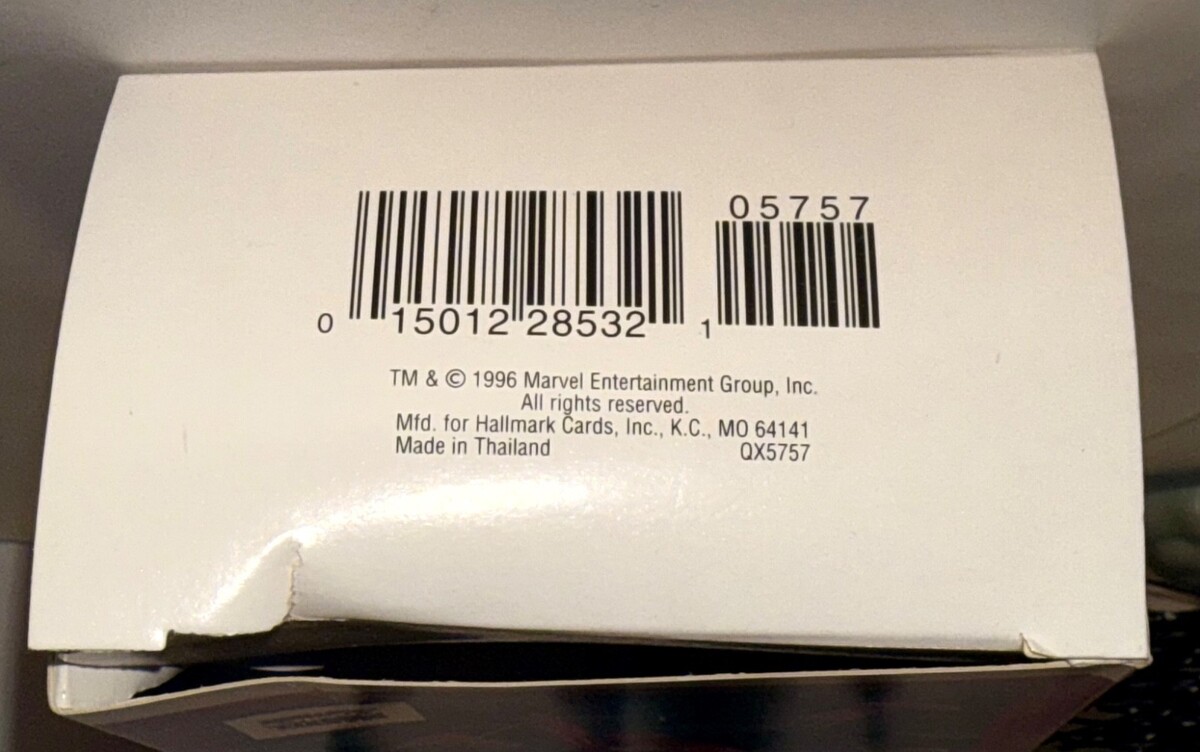 05757
0 15012 28532 1
TM & © 1996 Marvel Entertainment Group, Inc.
All rights reserved.
Mfd. for Hallmark Cards, Inc., K.C., MO 64141
Made in Thailand QX5757